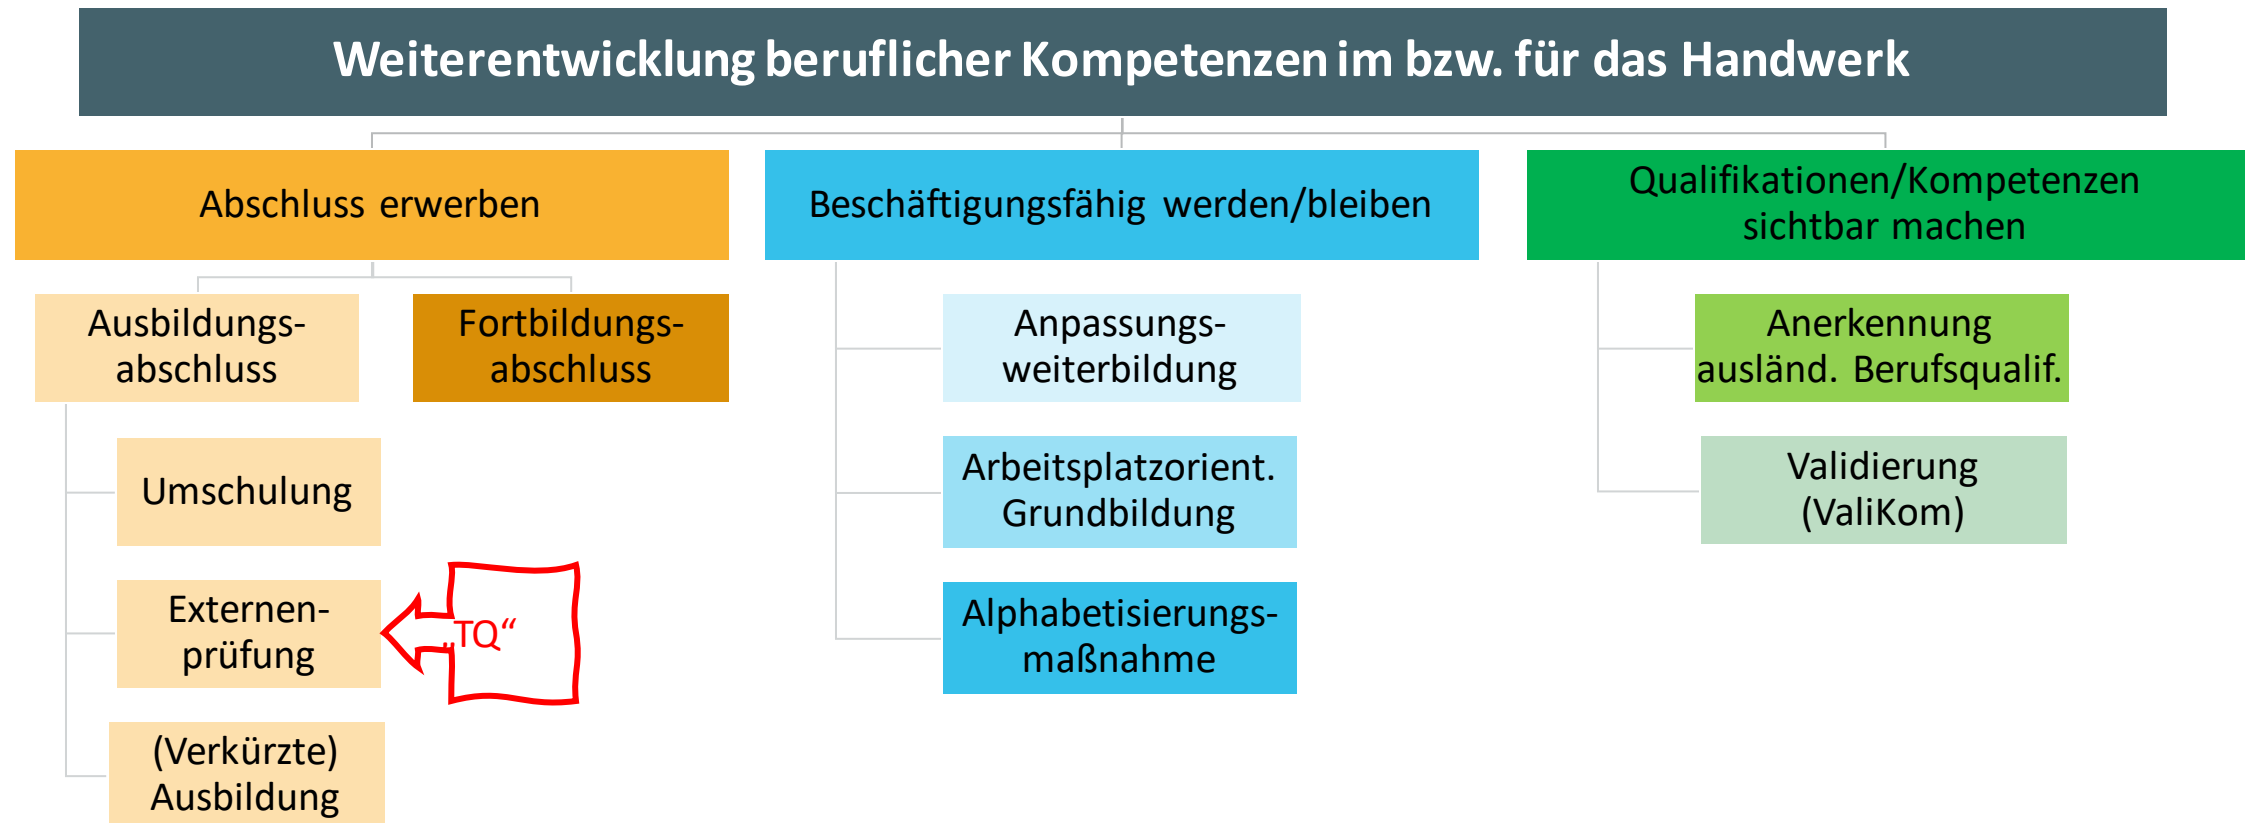 Weiterentwicklung beruflicher Kompetenzen im bzw. für das Handwerk
Abschluss erwerben
Ausbildungs-
abschluss
Fortbildungs-
abschluss
Umschulung
Externen-
prüfung
„TQ“
(Verkürzte)
Ausbildung
Beschäftigungsfähig werden/bleiben
Anpassungs-
weiterbildung
Arbeitsplatzorient.
Grundbildung
Alphabetisierungs-
maßnahme
Qualifikationen/Kompetenzen
sichtbar machen
Anerkennung
ausländ. Berufsqualif.
Validierung
(ValiKom)